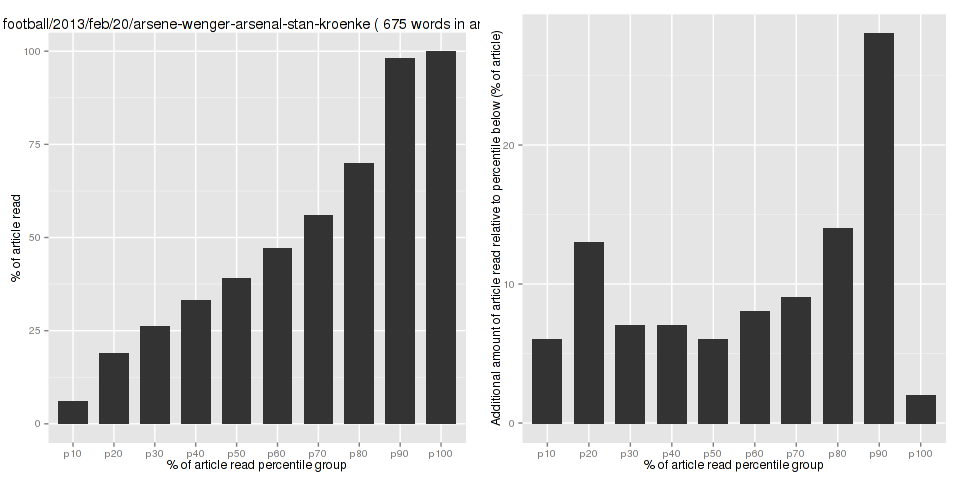 football/2013/feb/20/arsene-wenger-arsenal-stan-kroenke ( 675 words in ar
% of article read
100
75
50
25
0
p10 p20 p30 p40 p50 p60 p70 p80 p90 p100
% of article read percentile group
Additional amount of article read relative to percentile below (% of article)
20
10
0
p10 p20 p30 p40 p50 p60 p70 p80 p90 p100
% of article read percentile group